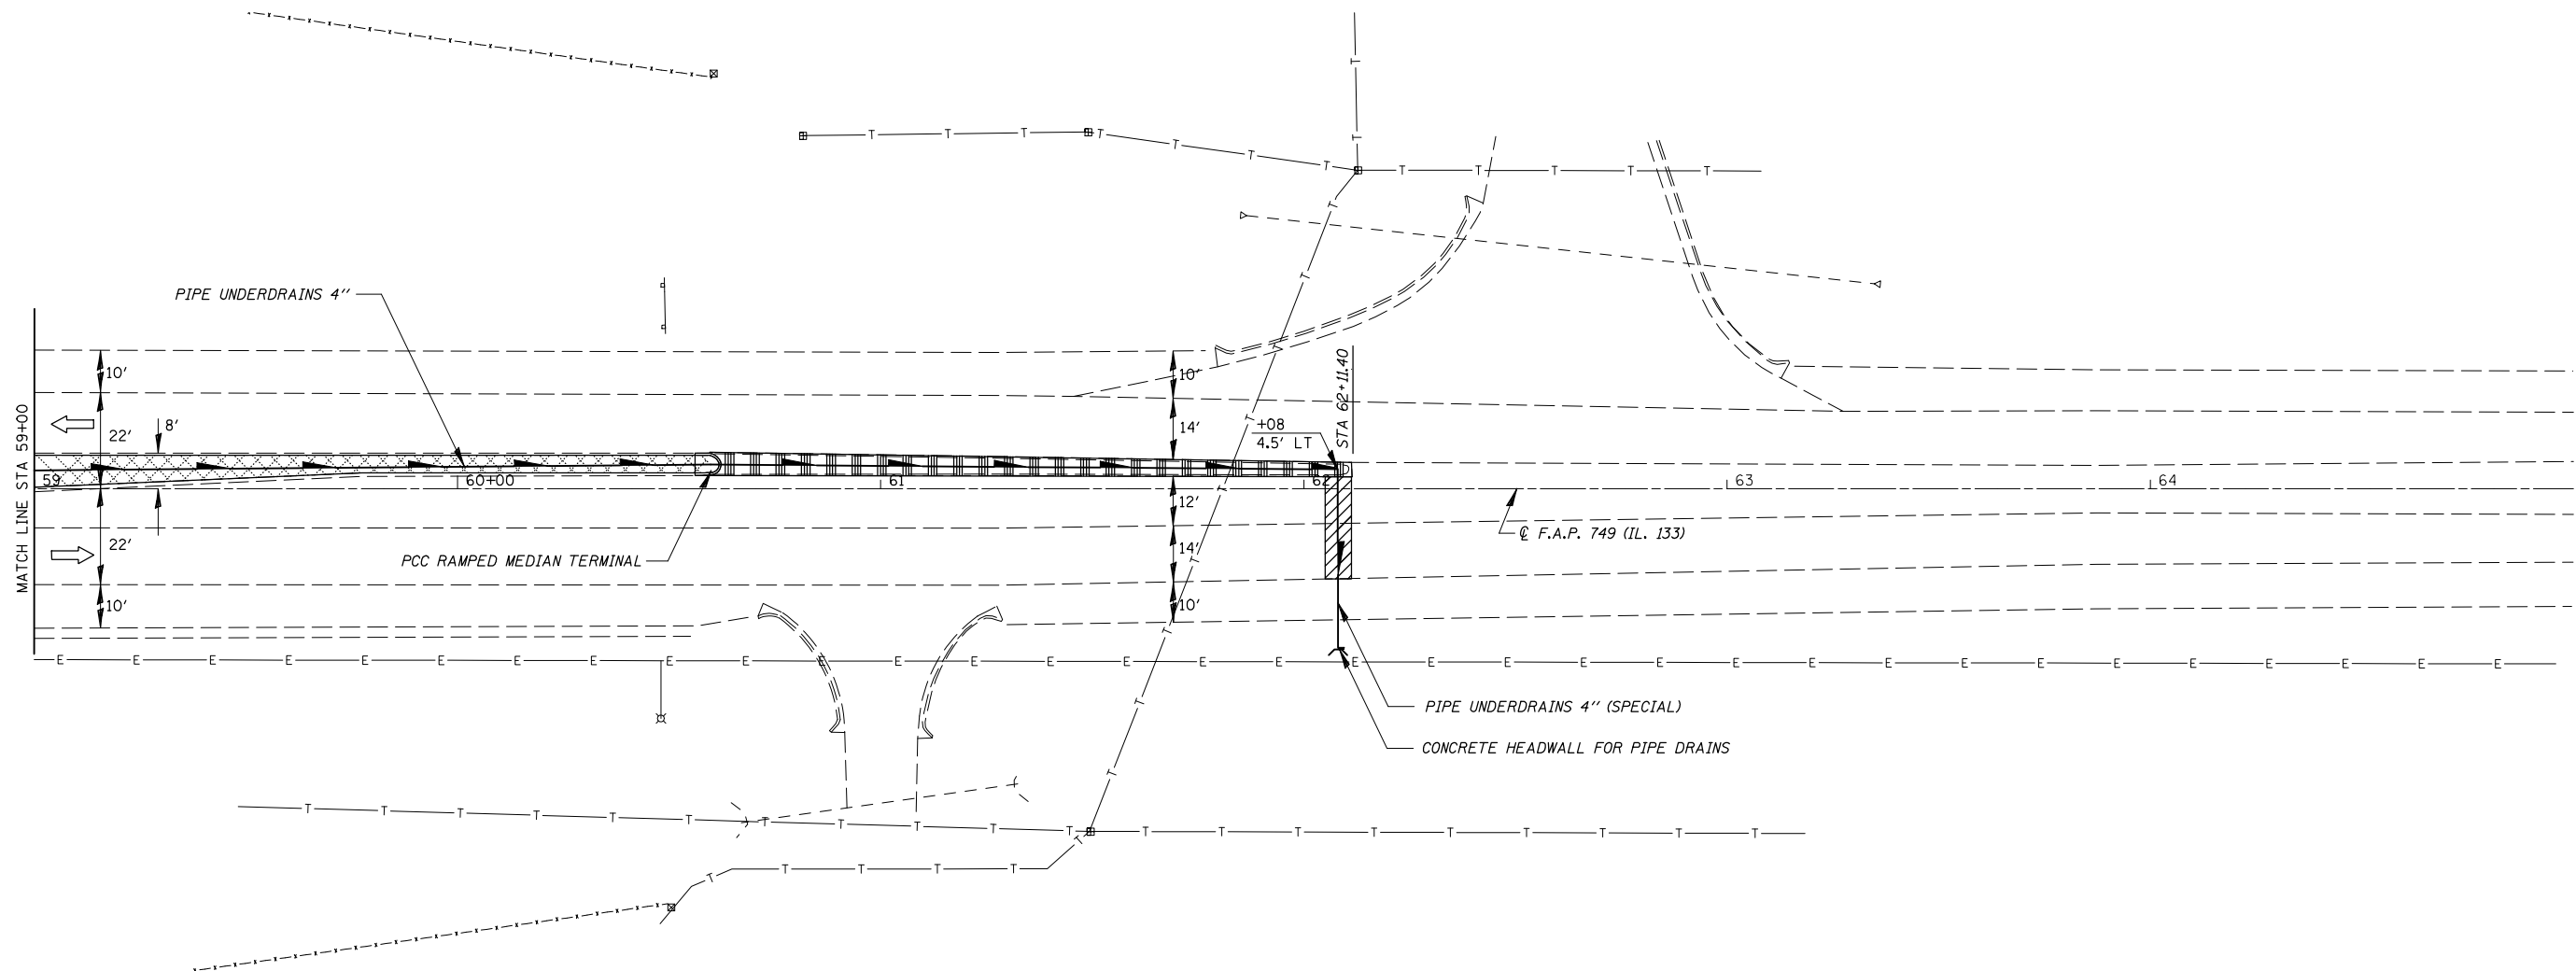 PIPE UNDERDRAINS 4"
MATCH LINE STA 59+00
10'
22'
8'
22'
10'
10'
14'
12'
14'
10'
+08
4.5' LT
STA 62+11.40
59
60+00
61
62
63
64
℄ F.A.P. 749 (IL. 133)
PCC RAMPED MEDIAN TERMINAL
PIPE UNDERDRAINS 4" (SPECIAL)
CONCRETE HEADWALL FOR PIPE DRAINS
T T T T T T T
T T
T T T T T
T T T T T T T T
E E E E E E E E E E E E E E E E E E E E E E E E E E E E E E E E E
T T T T T T T T T T T T T T T T T T T T
T T T T T T